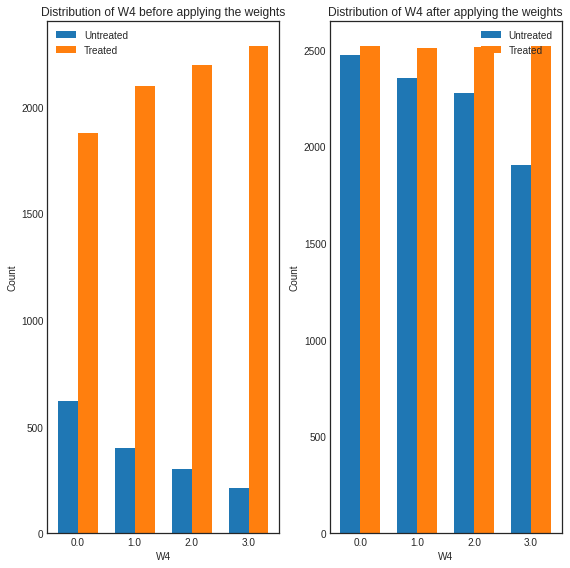 Distribution of W4 before applying the weights
Untreated
Treated
2000
1500
1000
500
0
Count
0.0 1.0 2.0 3.0
W4
Distribution of W4 after applying the weights
Untreated
Treated
2500
2000
1500
1000
500
0
Count
0.0 1.0 2.0 3.0
W4